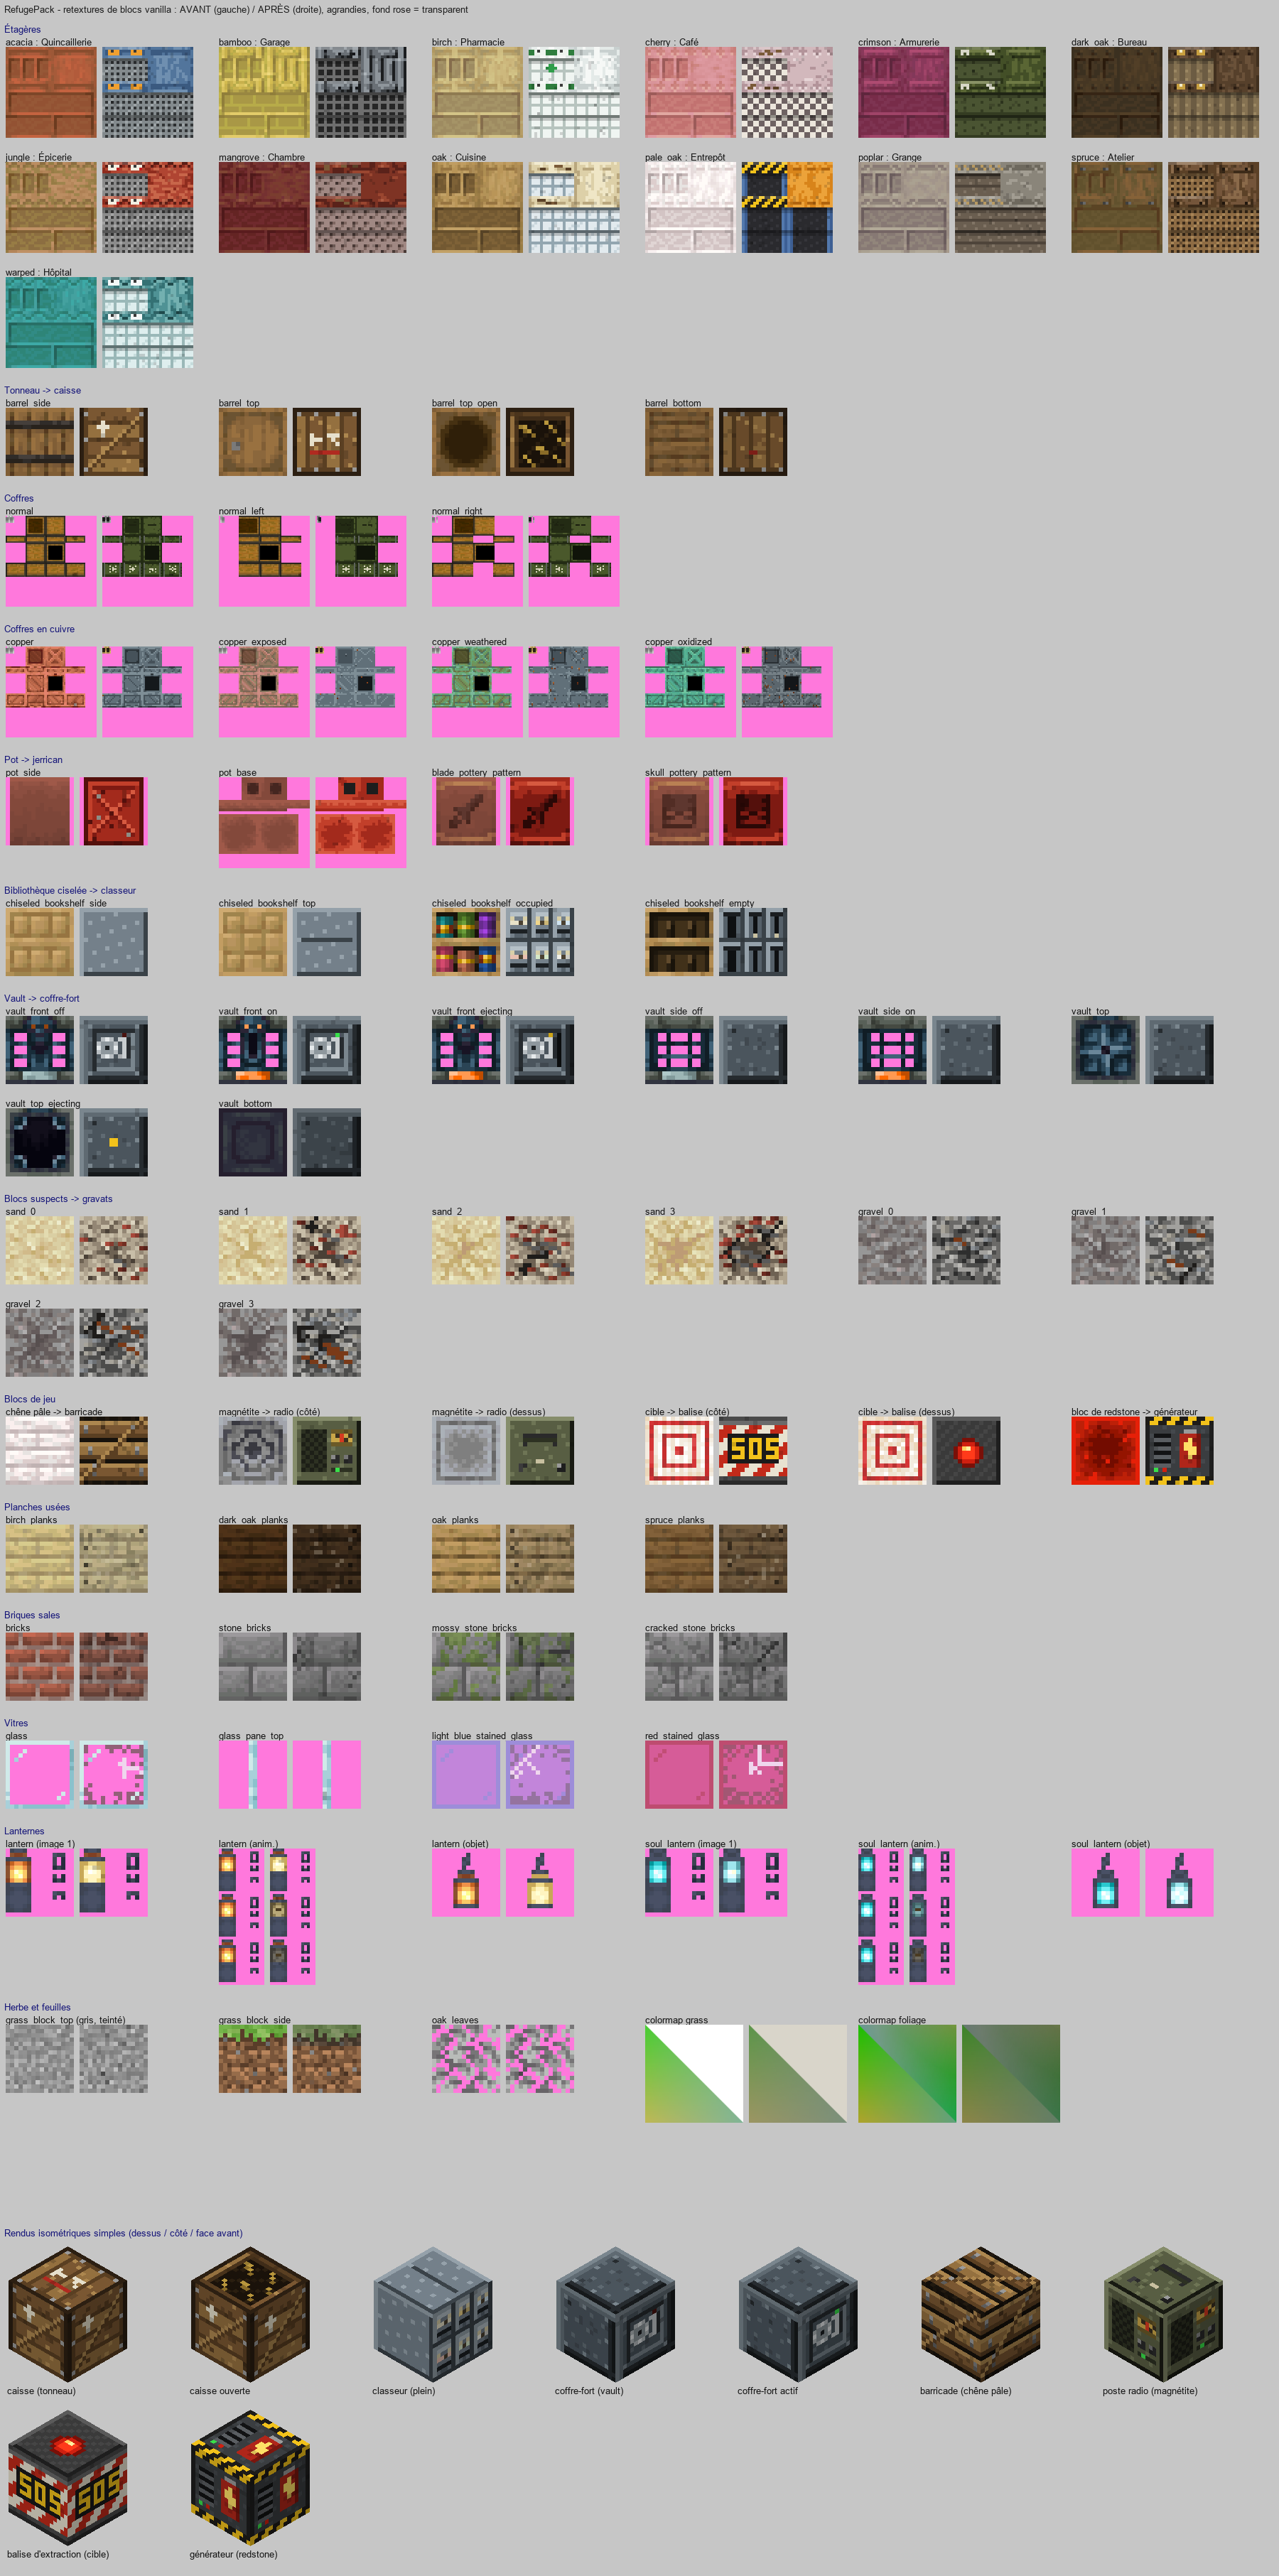 RefugePack - retextures de blocs vanilla : AVANT (gauche) / APRÈS (droite), agrandies, fond rose = transparent
Étagères
acacia : Quincaillerie
bamboo : Garage
birch : Pharmacie
cherry : Café
crimson : Armurerie
dark_oak : Bureau
jungle : Épicerie
mangrove : Chambre
oak : Cuisine
pale_oak : Entrepôt
poplar : Grange
spruce : Atelier
warped : Hôpital
Tonneau -> caisse
barrel_side
barrel_top
barrel_top_open
barrel_bottom
Coffres
normal
normal_left
normal_right
Coffres en cuivre
copper
copper_exposed
copper_weathered
copper_oxidized
Pot -> jerrican
pot_side
pot_base
blade_pottery_pattern
skull_pottery_pattern
Bibliothèque ciselée -> classeur
chiseled_bookshelf_side
chiseled_bookshelf_top
chiseled_bookshelf_occupied
chiseled_bookshelf_empty
Vault -> coffre-fort
vault_front_off
vault_front_on
vault_front_ejecting
vault_side_off
vault_side_on
vault_top
vault_top_ejecting
vault_bottom
Blocs suspects -> gravats
sand_0
sand_1
sand_2
sand_3
gravel_0
gravel_1
gravel_2
gravel_3
Blocs de jeu
chêne pâle -> barricade
magnétite -> radio (côté)
magnétite -> radio (dessus)
cible -> balise (côté)
cible -> balise (dessus)
bloc de redstone -> générateur
SOS
Planches usées
birch_planks
dark_oak_planks
oak_planks
spruce_planks
Briques sales
bricks
stone_bricks
mossy_stone_bricks
cracked_stone_bricks
Vitres
glass
glass_pane_top
light_blue_stained_glass
red_stained_glass
Lanternes
lantern (image 1)
lantern (anim.)
lantern (objet)
soul_lantern (image 1)
soul_lantern (anim.)
soul_lantern (objet)
Herbe et feuilles
grass_block_top (gris, teinté)
grass_block_side
oak_leaves
colormap grass
colormap foliage
Rendus isométriques simples (dessus / côté / face avant)
caisse (tonneau)
caisse ouverte
classeur (plein)
coffre-fort (vault)
coffre-fort actif
barricade (chêne pâle)
poste radio (magnétite)
SOS
SOS
balise d'extraction (cible)
générateur (redstone)